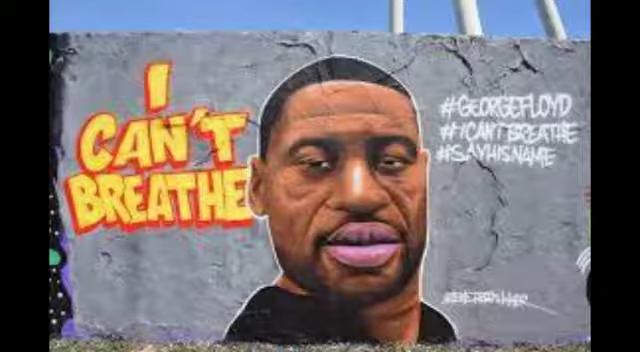 I
CAN'T
BREATHE
#GEORGEFLOYD
#ICANTBREATHE
#SAYHISNAME